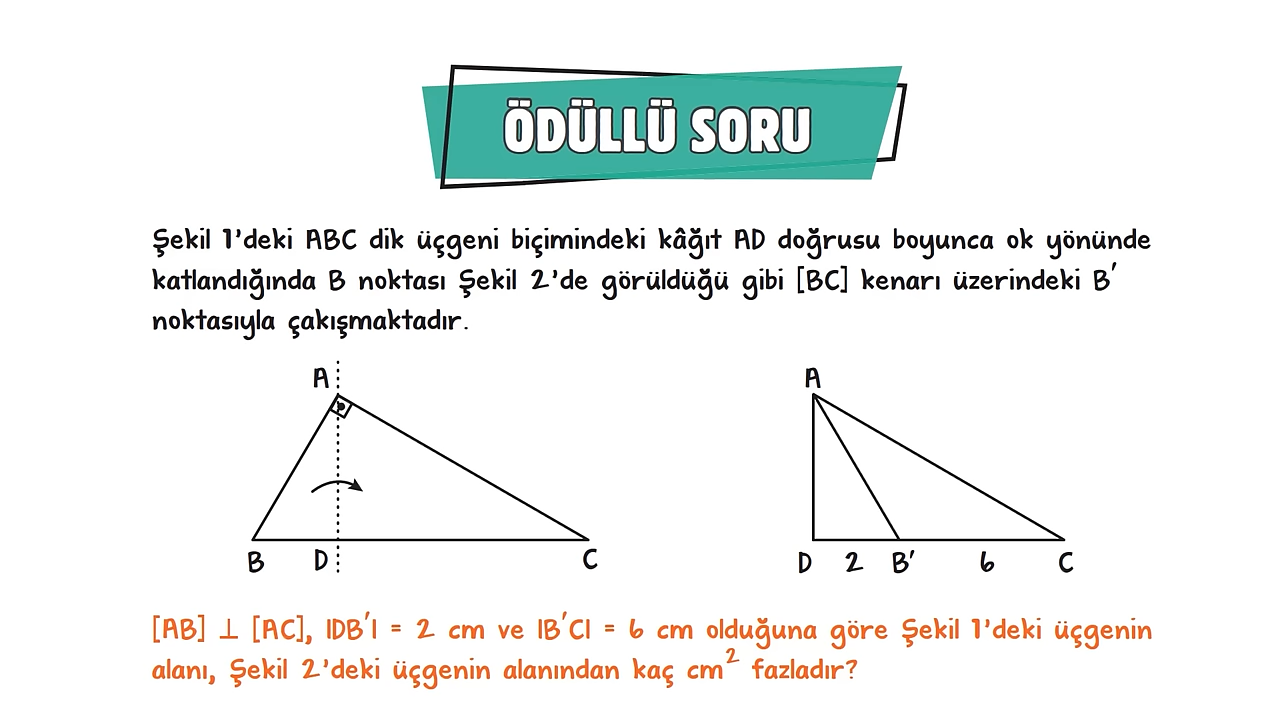 ÖDÜLLÜ SORU
Şekil 1'deki ABC dik üçgeni biçimindeki kâğıt AD doğrusu boyunca ok yönünde
katlandığında B noktası Şekil 2'de görüldüğü gibi [BC] kenarı üzerindeki B'
noktasıyla çakışmaktadır.
A
A
B D C
D 2 B' 6 C
[AB] ⊥ [AC], |DB'| = 2 cm ve |B'C| = 6 cm olduğuna göre Şekil 1'deki üçgenin
alanı, Şekil 2'deki üçgenin alanından kaç cm² fazladır?